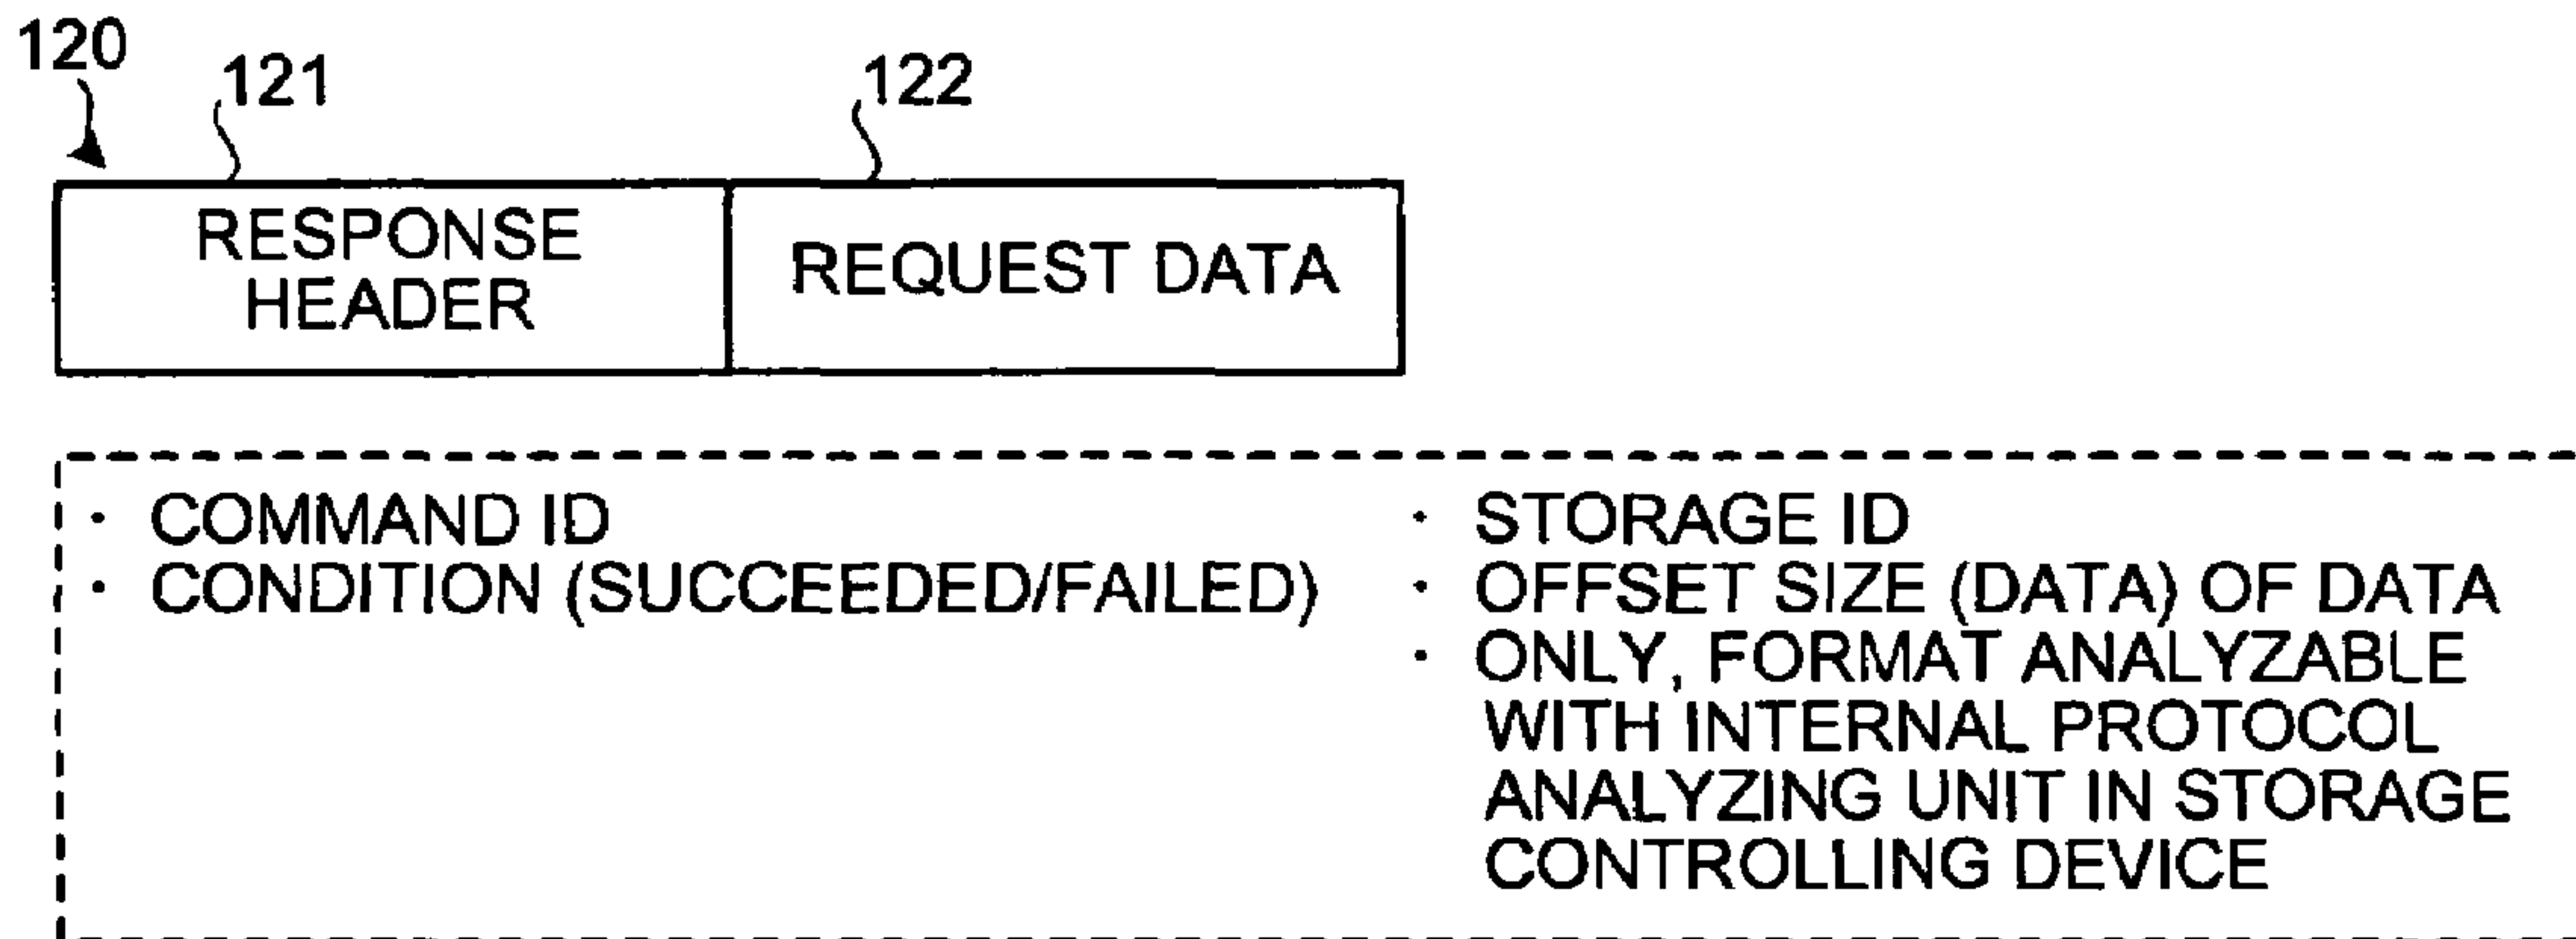 120
121
122
RESPONSE
HEADER
REQUEST DATA
· COMMAND ID
· CONDITION (SUCCEEDED/FAILED)
· STORAGE ID
· OFFSET SIZE (DATA) OF DATA
· ONLY, FORMAT ANALYZABLE
WITH INTERNAL PROTOCOL
ANALYZING UNIT IN STORAGE
CONTROLLING DEVICE